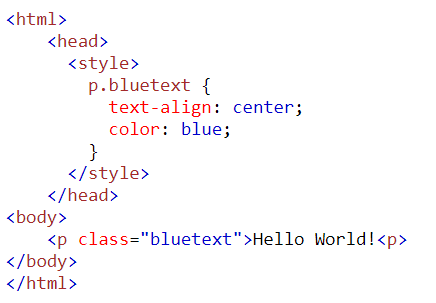 <html>
<head>
<style>
p.bluetext {
text-align: center;
color: blue;
}
</style>
</head>
<body>
<p class="bluetext">Hello World!<p>
</body>
</html>